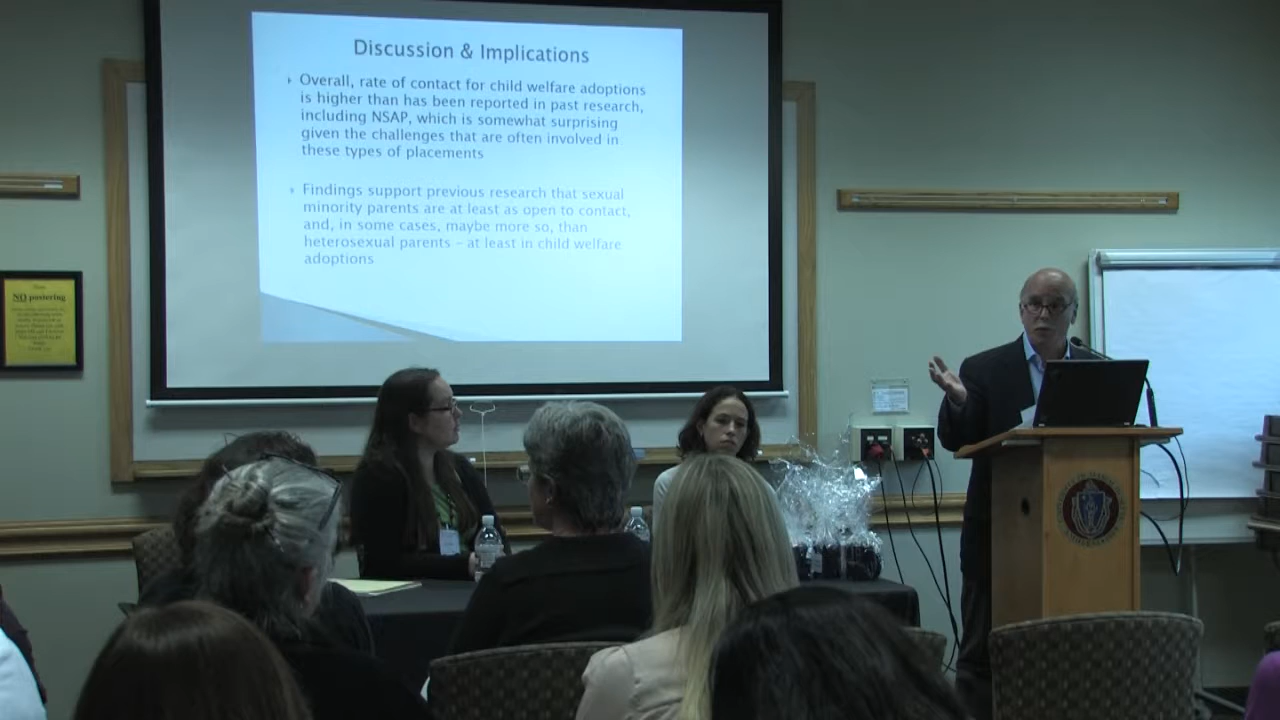 Discussion & Implications
Overall, rate of contact for child welfare adoptions
is higher than has been reported in past research,
including NSAP, which is somewhat surprising
given the challenges that are often involved in
these types of placements
Findings support previous research that sexual
minority parents are at least as open to contact,
and, in some cases, maybe more so, than
heterosexual parents – at least in child welfare
adoptions
NO postering